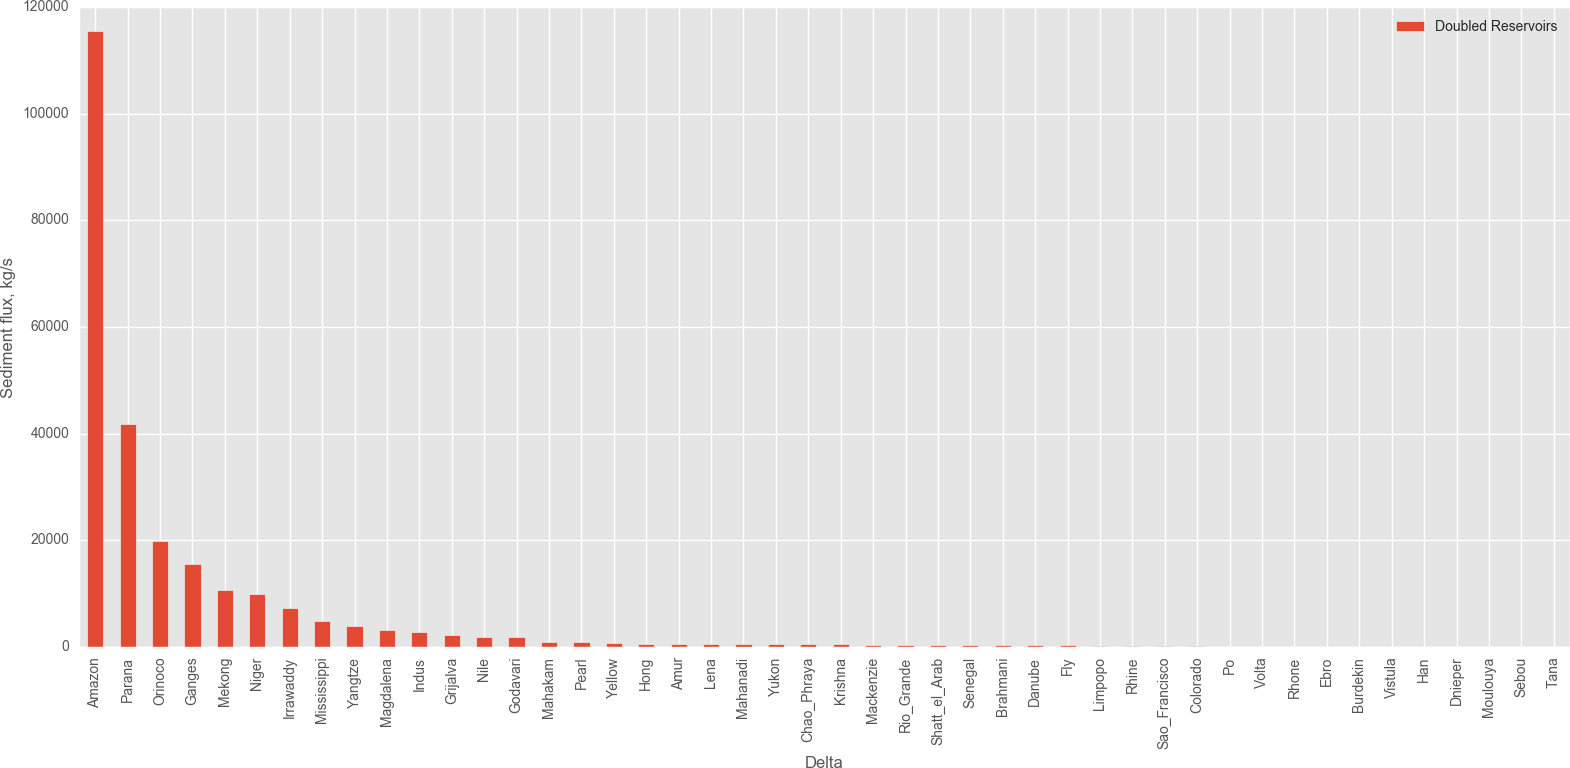 120000
100000
80000
60000
40000
20000
0
Sediment flux, kg/s
Doubled Reservoirs
Amazon
Parana
Orinoco
Ganges
Mekong
Niger
Irrawaddy
Mississippi
Yangtze
Magdalena
Indus
Grijalva
Nile
Godavari
Mahakam
Pearl
Yellow
Hong
Amur
Lena
Mahanadi
Yukon
Chao_Phraya
Krishna
Mackenzie
Rio_Grande
Shatt_el_Arab
Senegal
Brahmani
Danube
Fly
Limpopo
Rhine
Sao_Francisco
Colorado
Po
Volta
Rhone
Ebro
Burdekin
Vistula
Han
Dnieper
Moulouya
Sebou
Tana
Delta